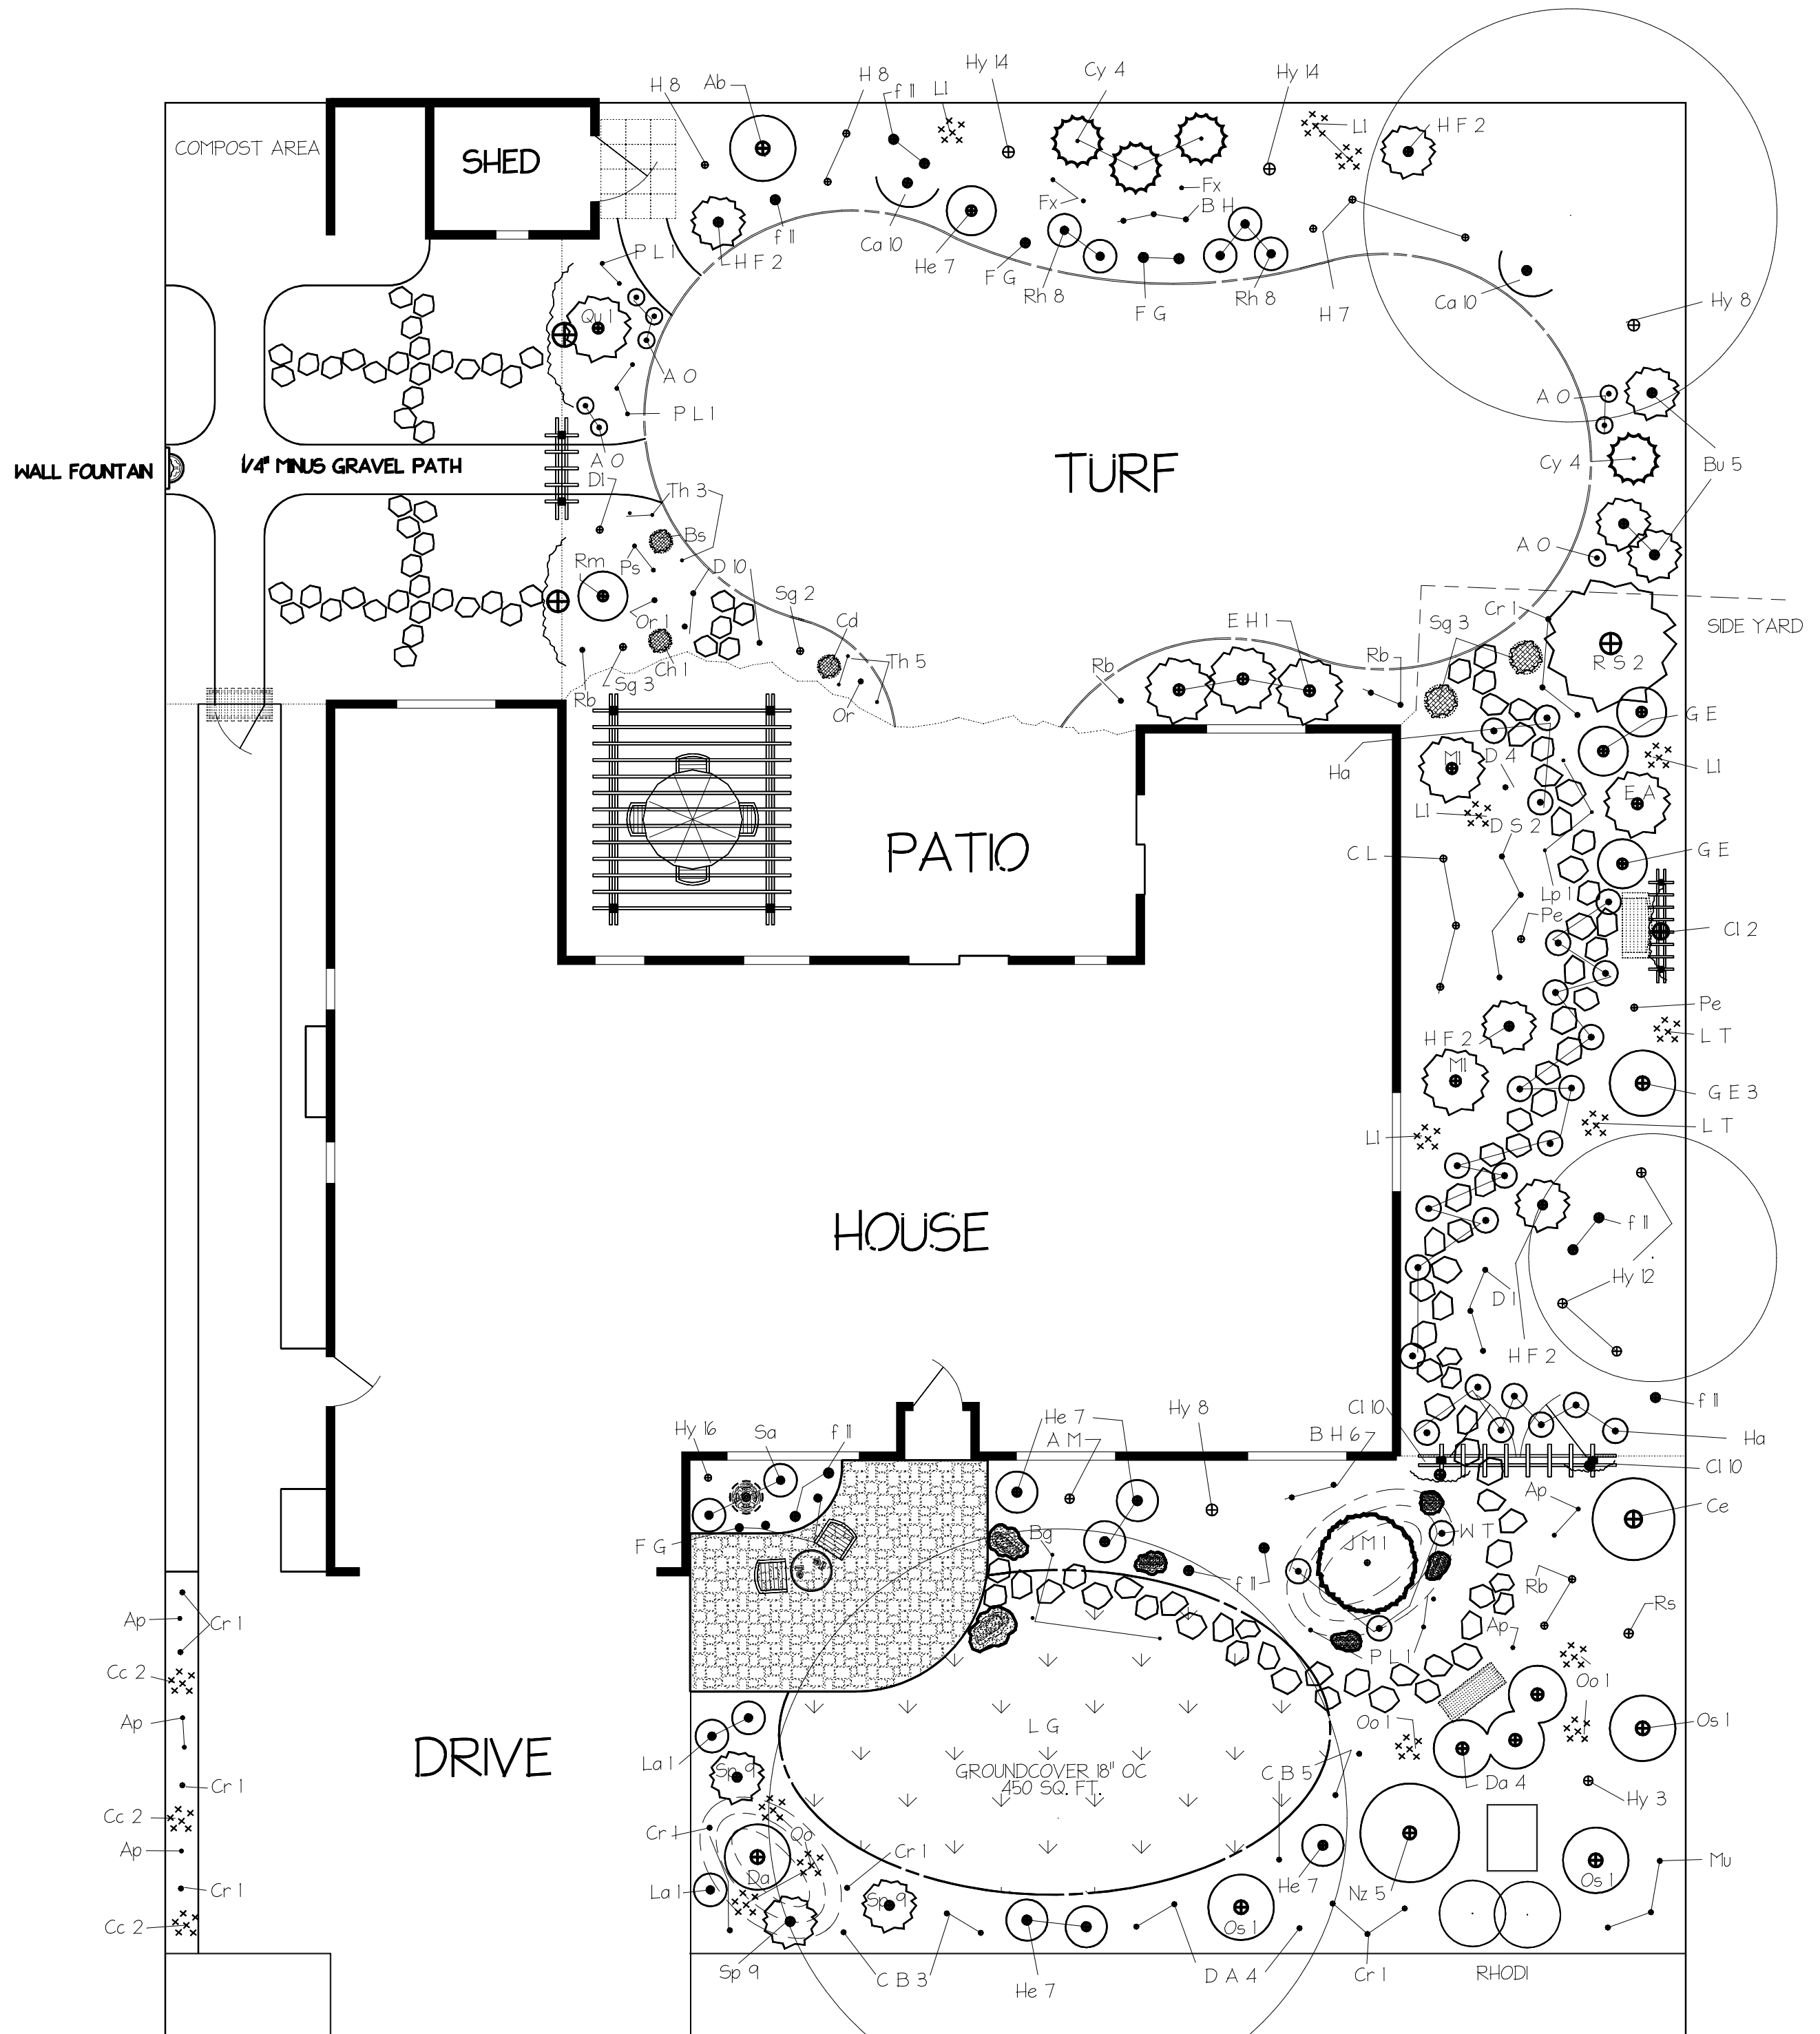 Hy 14
Cy 4
Hy 14
H 8
Ab
H 8
f 11
L1
L1
H F 2
COMPOST AREA
SHED
Fx
Fx
B H
P L 1
H F 2
f 11
Ca 10
He 7
F G
Rh 8
F G
Rh 8
H 7
Ca 10
Hy 8
Qu 1
A O
P L 1
A O
WALL FOUNTAIN
1/4" MINUS GRAVEL PATH
A O
D1
TURF
Cy 4
Bu 5
Th 3
Bs
Ps
Rm
D 10
A O
Sg 2
Cd
Or 1
Ch 1
Th 5
Rb
Sg 3
Or
E H 1
Rb
Rb
Cr 1
Sg 3
SIDE YARD
R S 2
G E
Ha
M1
D 4
L1
E A
L1
D S 2
PATIO
C L
G E
Lp 1
Pe
Cl 2
Pe
H F 2
L T
M1
G E 3
L1
L T
HOUSE
f 11
Hy 12
D 1
H F 2
f 11
Hy 16
Sa
f 11
He 7
A M
Hy 8
Cl 10
B H 6
Ha
Cl 10
Ap
Ce
F G
Bg
W T
J M 1
f 11
Rb
Rs
Ap
Cr 1
Ap
P L 1
Cc 2
Oo 1
Ap
L G
Oo 1
Os 1
DRIVE
La 1
Sp 9
GROUNDCOVER 18" OC
450 SQ. FT.
C B 5
Da 4
Cr 1
Hy 3
Cc 2
Cr 1
Qo
Ap
Cr 1
Mu
Da
Cr 1
La 1
Sp 9
He 7
Nz 5
Os 1
Cc 2
Os 1
Sp 9
C B 3
He 7
D A 4
Cr 1
RHODI